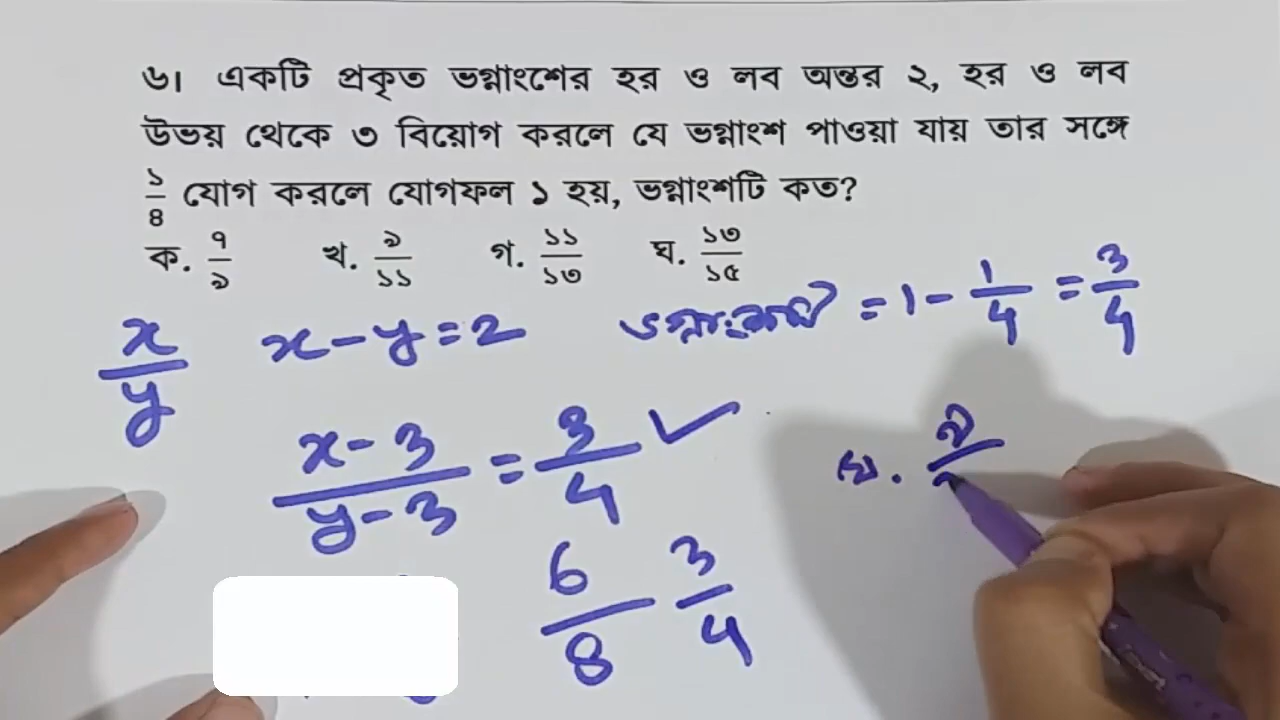 ৬। একটি প্রকৃত ভগ্নাংশের হর ও লব অন্তর ২, হর ও লব
উভয় থেকে ৩ বিয়োগ করলে যে ভগ্নাংশ পাওয়া যায় তার সঙ্গে
১/৪ যোগ করলে যোগফল ১ হয়, ভগ্নাংশটি কত?
ক. ৭/৯ খ. ৯/১১ গ. ১১/১৩ ঘ. ১৩/১৫
x/y x-y=2 ভগ্নাংশটি = 1 - 1/4 = 3/4
x-3/y-3 = 3/4 ✓
6/8 3/4